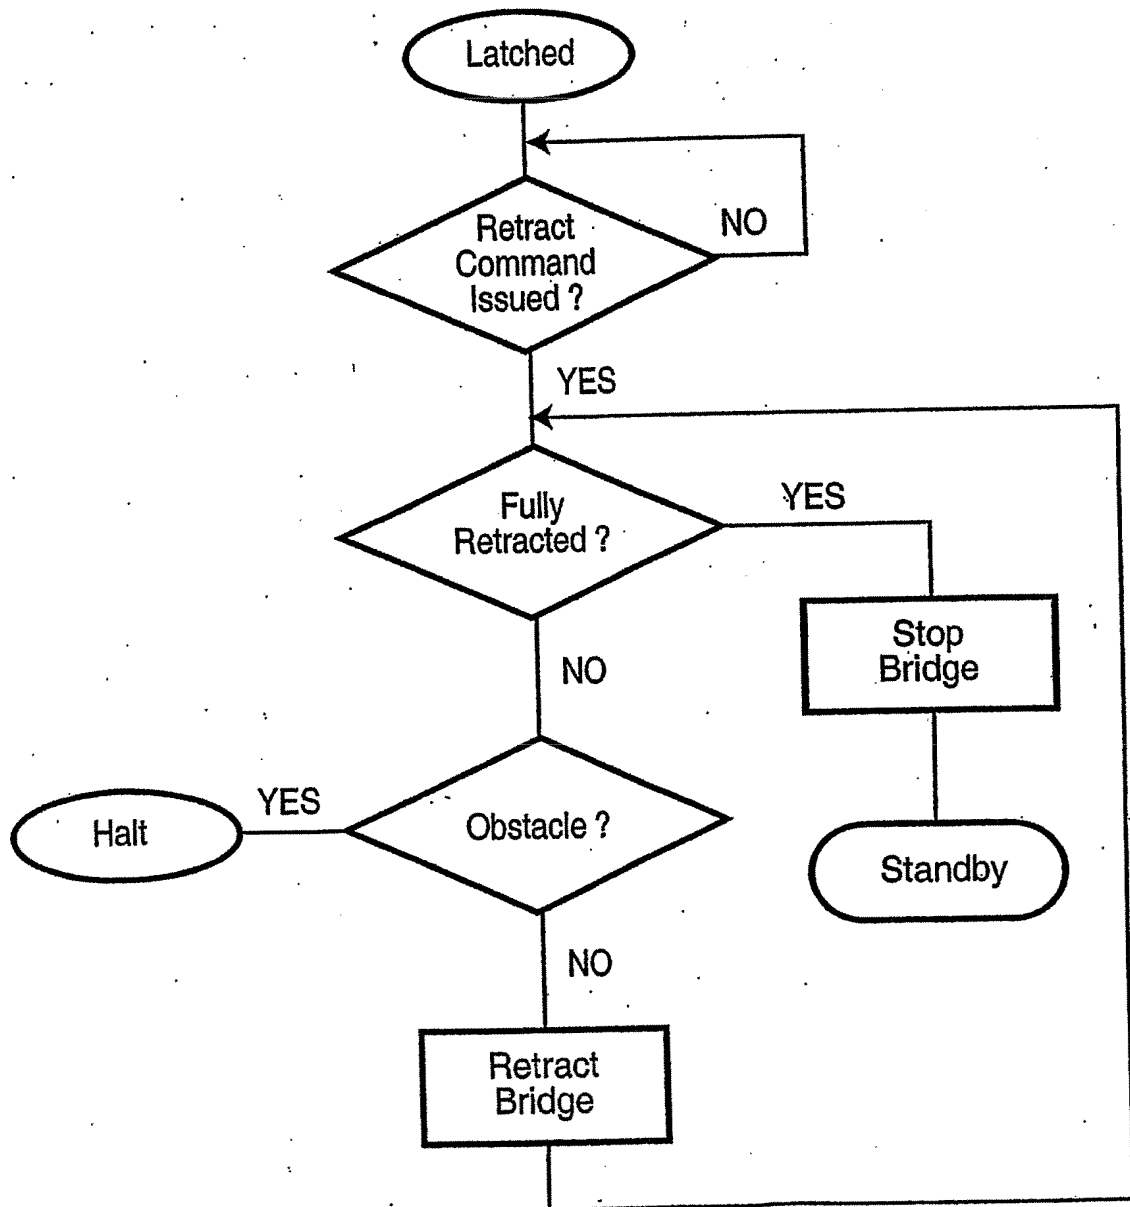 Latched
Retract
Command
Issued ?
NO
YES
Fully
Retracted ?
YES
Stop
Bridge
NO
Obstacle ?
YES
Halt
Standby
NO
Retract
Bridge